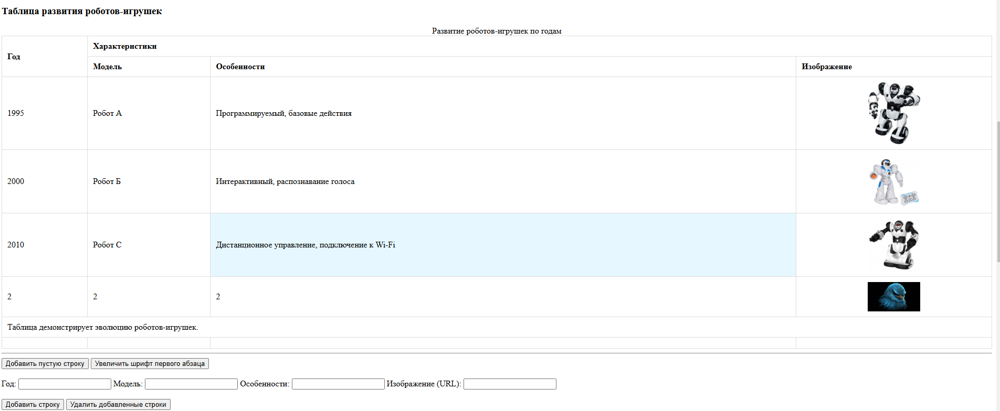 Таблица развития роботов-игрушек
Развитие роботов-игрушек по годам
Год
Характеристики
Модель
Особенности
Изображение
1995
Робот А
Программируемый, базовые действия
2000
Робот Б
Интерактивный, распознавание голоса
2010
Робот С
Дистанционное управление, подключение к Wi-Fi
2
2
2
Таблица демонстрирует эволюцию роботов-игрушек.
Добавить пустую строку
Увеличить шрифт первого абзаца
Год:
Модель:
Особенности:
Изображение (URL):
Добавить строку
Удалить добавленные строки